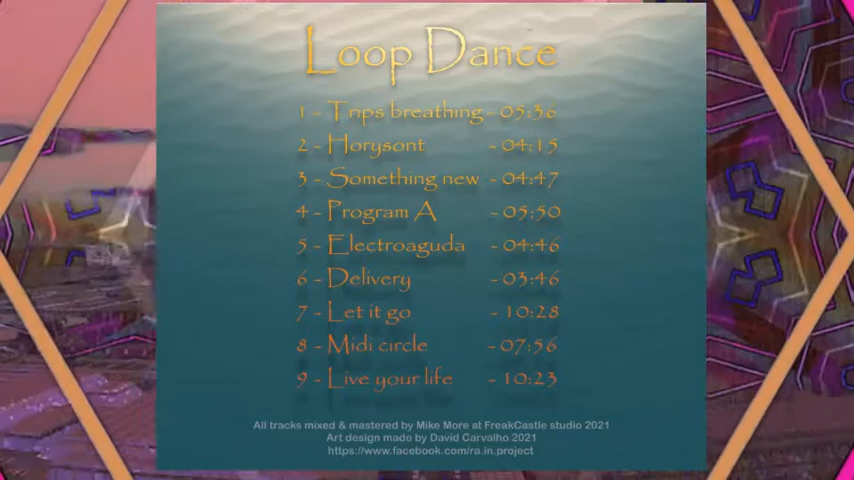 Loop Dance
1 - Trips breathing - 05:36
2 - Horysont - 04:15
3 - Something new - 04:47
4 - Program A - 05:50
5 - Electroaguda - 04:46
6 - Delivery - 03:46
7 - Let it go - 10:28
8 - Midi circle - 07:56
9 - Live your life - 10:23
All tracks mixed & mastered by Mike More at FreakCastle studio 2021
Art design made by David Carvalho 2021
https://www.facebook.com/ra.in.project